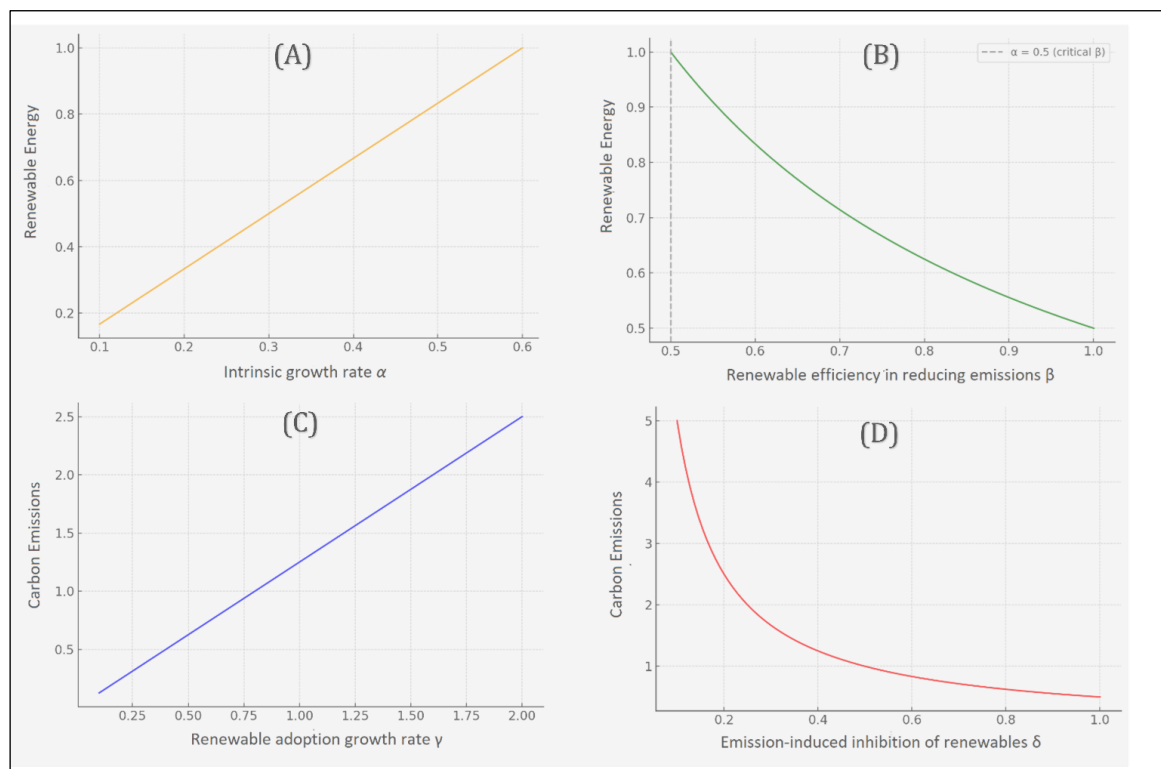 (A)
Renewable Energy
1.0
0.8
0.6
0.4
0.2
0.1 0.2 0.3 0.4 0.5 0.6
Intrinsic growth rate α
(B)
α = 0.5 (critical β)
Renewable Energy
1.0
0.9
0.8
0.7
0.6
0.5
0.5 0.6 0.7 0.8 0.9 1.0
Renewable efficiency in reducing emissions β
(C)
Carbon Emissions
2.5
2.0
1.5
1.0
0.5
0.25 0.50 0.75 1.00 1.25 1.50 1.75 2.00
Renewable adoption growth rate γ
(D)
Carbon Emissions
5
4
3
2
1
0.2 0.4 0.6 0.8 1.0
Emission-induced inhibition of renewables δ